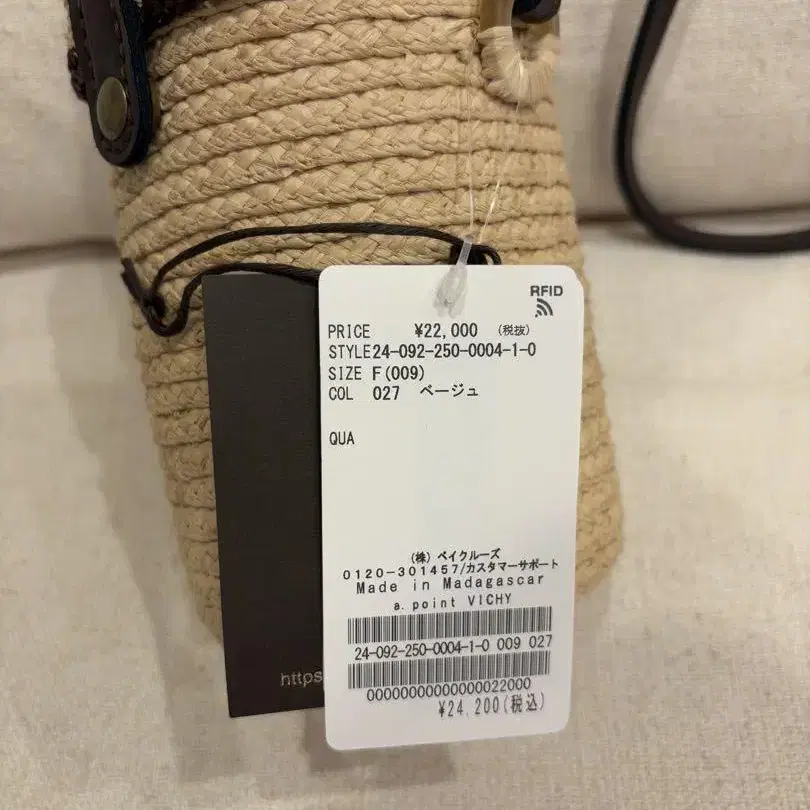 RFID
PRICE ¥22,000 (税抜)
STYLE24-092-250-0004-1-0
SIZE F(009)
COL 027 ベージュ
QUA
(株) ベイクルーズ
0120-301457/カスタマーサポート
Made in Madagascar
a.point VICHY
24-092-250-0004-1-0 009 027
00000000000000022000
¥24,200(税込)
https